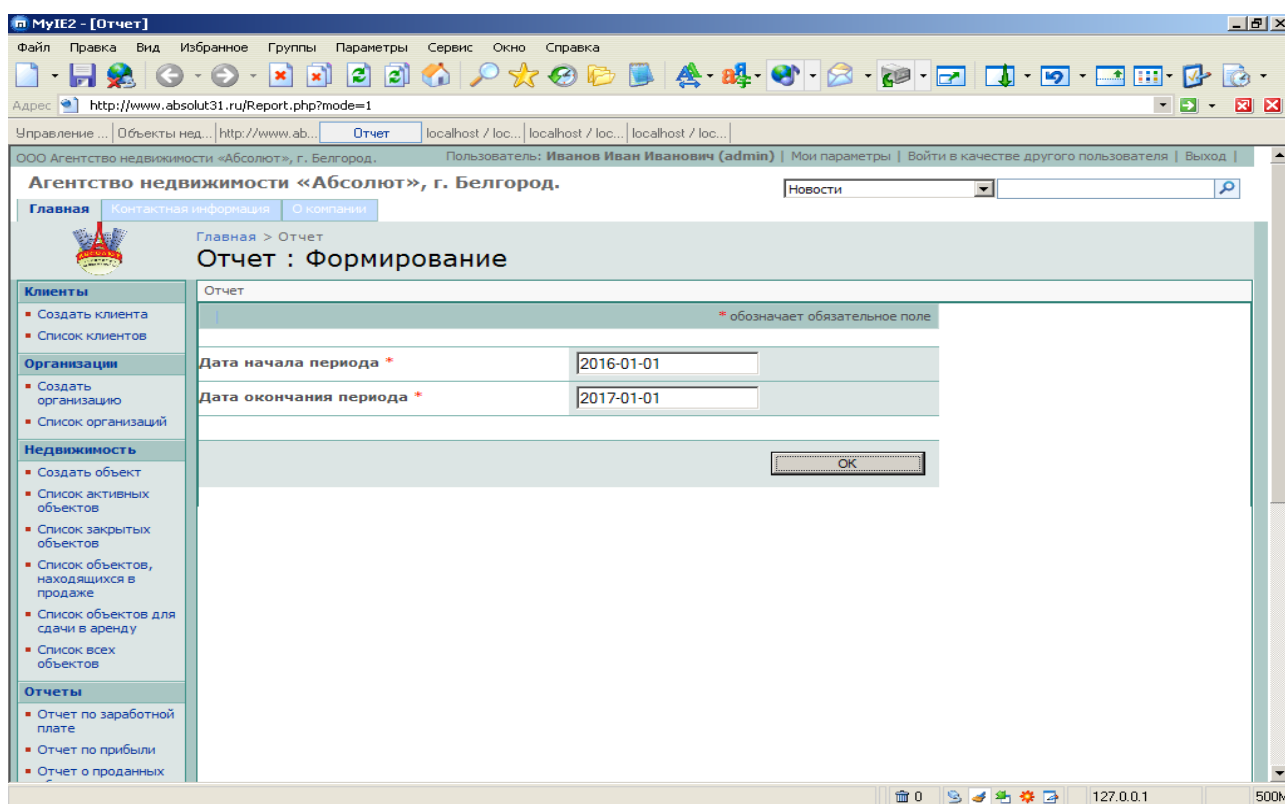 MyIE2 - [Отчет]
Файл Правка Вид Избранное Группы Параметры Сервис Окно Справка
Адрес http://www.absolut31.ru/Report.php?mode=1
Управление ... Объекты нед... http://www.ab... Отчет localhost / loc... localhost / loc... localhost / loc...
ООО Агентство недвижимости «Абсолют», г. Белгород. Пользователь: Иванов Иван Иванович (admin) | Мои параметры | Войти в качестве другого пользователя | Выход |
Агентство недвижимости «Абсолют», г. Белгород.
Новости
Главная Контактная информация О компании
Главная > Отчет
Отчет : Формирование
Клиенты
Создать клиента
Список клиентов
Организации
Создать
организацию
Список организаций
Недвижимость
Создать объект
Список активных
объектов
Список закрытых
объектов
Список объектов,
находящихся в
продаже
Список объектов для
сдачи в аренду
Список всех
объектов
Отчеты
Отчет по заработной
плате
Отчет по прибыли
Отчет о проданных
Отчет
* обозначает обязательное поле
Дата начала периода * 2016-01-01
Дата окончания периода * 2017-01-01
OK
0 127.0.0.1 500M